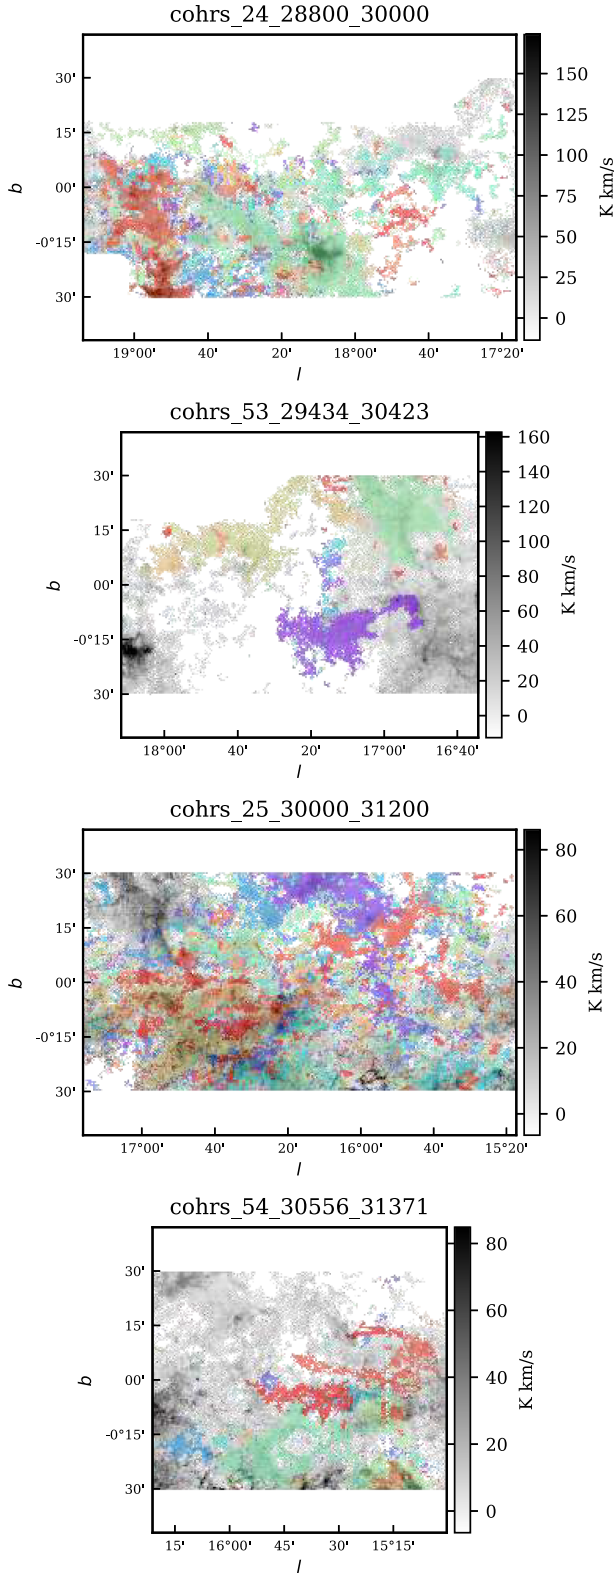 cohrs_24_28800_30000
30'
15'
00'
-0°15'
30'
b
19°00' 40' 20' 18°00' 40' 17°20'
l
150
125
100
75
50
25
0
K km/s
cohrs_53_29434_30423
30'
15'
00'
-0°15'
30'
b
18°00' 40' 20' 17°00' 16°40'
l
160
140
120
100
80
60
40
20
0
K km/s
cohrs_25_30000_31200
30'
15'
00'
-0°15'
30'
b
17°00' 40' 20' 16°00' 40' 15°20'
l
80
60
40
20
0
K km/s
cohrs_54_30556_31371
30'
15'
00'
-0°15'
30'
b
15' 16°00' 45' 30' 15°15'
l
80
60
40
20
0
K km/s